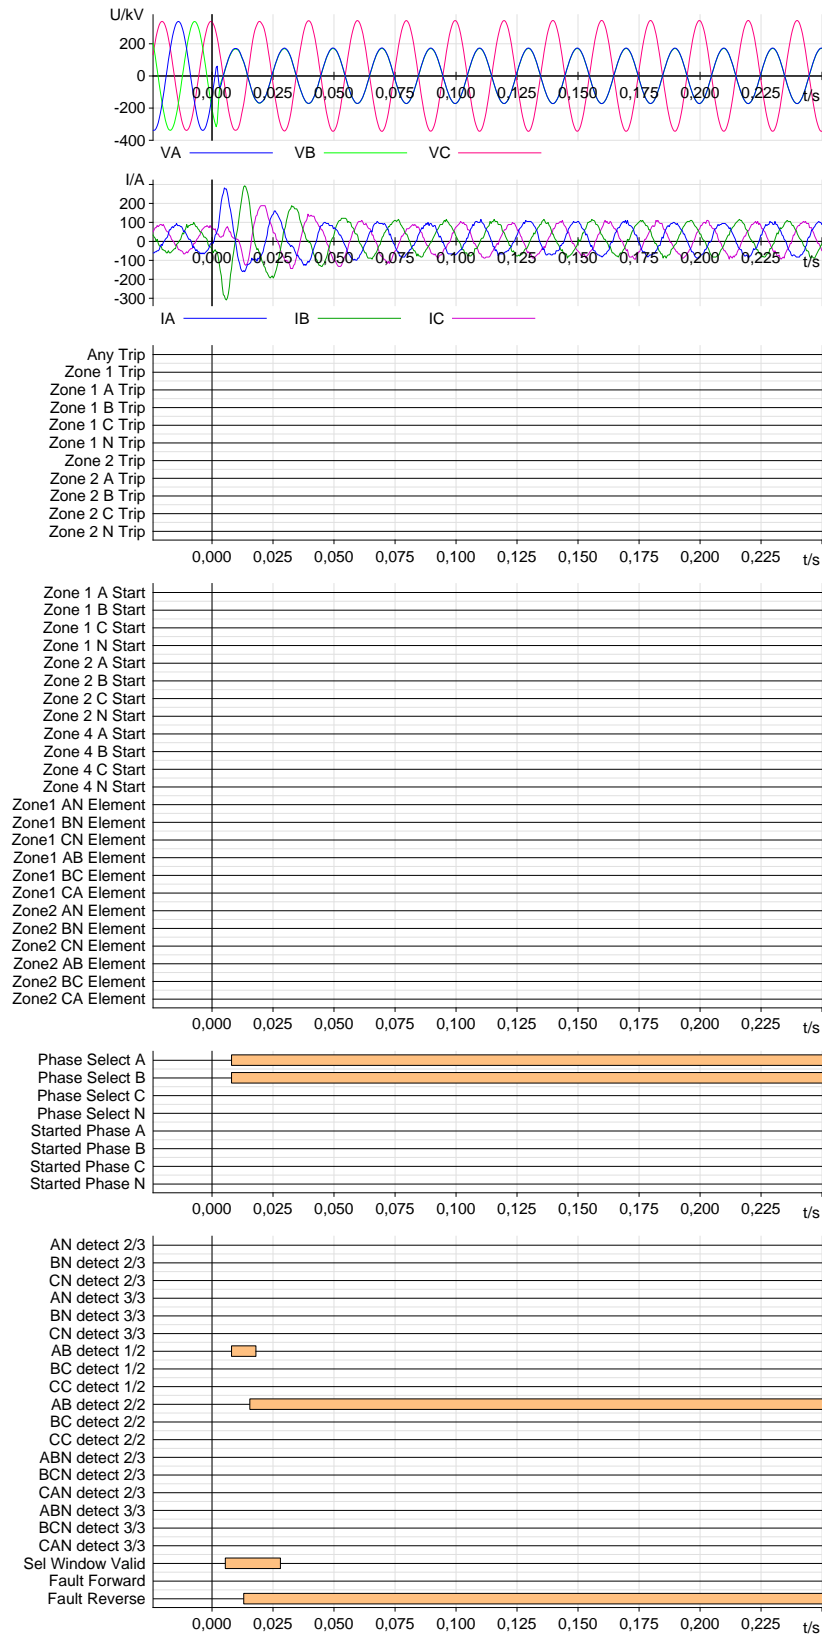 U/kV
200
0
-200
-400
0,000 0,025 0,050 0,075 0,100 0,125 0,150 0,175 0,200 0,225 t/s
VA VB VC
I/A
200
100
0
-100
-200
-300
0,000 0,025 0,050 0,075 0,100 0,125 0,150 0,175 0,200 0,225 t/s
IA IB IC
Any Trip
Zone 1 Trip
Zone 1 A Trip
Zone 1 B Trip
Zone 1 C Trip
Zone 1 N Trip
Zone 2 Trip
Zone 2 A Trip
Zone 2 B Trip
Zone 2 C Trip
Zone 2 N Trip
0,000 0,025 0,050 0,075 0,100 0,125 0,150 0,175 0,200 0,225 t/s
Zone 1 A Start
Zone 1 B Start
Zone 1 C Start
Zone 1 N Start
Zone 2 A Start
Zone 2 B Start
Zone 2 C Start
Zone 2 N Start
Zone 4 A Start
Zone 4 B Start
Zone 4 C Start
Zone 4 N Start
Zone1 AN Element
Zone1 BN Element
Zone1 CN Element
Zone1 AB Element
Zone1 BC Element
Zone1 CA Element
Zone2 AN Element
Zone2 BN Element
Zone2 CN Element
Zone2 AB Element
Zone2 BC Element
Zone2 CA Element
0,000 0,025 0,050 0,075 0,100 0,125 0,150 0,175 0,200 0,225 t/s
Phase Select A
Phase Select B
Phase Select C
Phase Select N
Started Phase A
Started Phase B
Started Phase C
Started Phase N
0,000 0,025 0,050 0,075 0,100 0,125 0,150 0,175 0,200 0,225 t/s
AN detect 2/3
BN detect 2/3
CN detect 2/3
AN detect 3/3
BN detect 3/3
CN detect 3/3
AB detect 1/2
BC detect 1/2
CC detect 1/2
AB detect 2/2
BC detect 2/2
CC detect 2/2
ABN detect 2/3
BCN detect 2/3
CAN detect 2/3
ABN detect 3/3
BCN detect 3/3
CAN detect 3/3
Sel Window Valid
Fault Forward
Fault Reverse
0,000 0,025 0,050 0,075 0,100 0,125 0,150 0,175 0,200 0,225 t/s